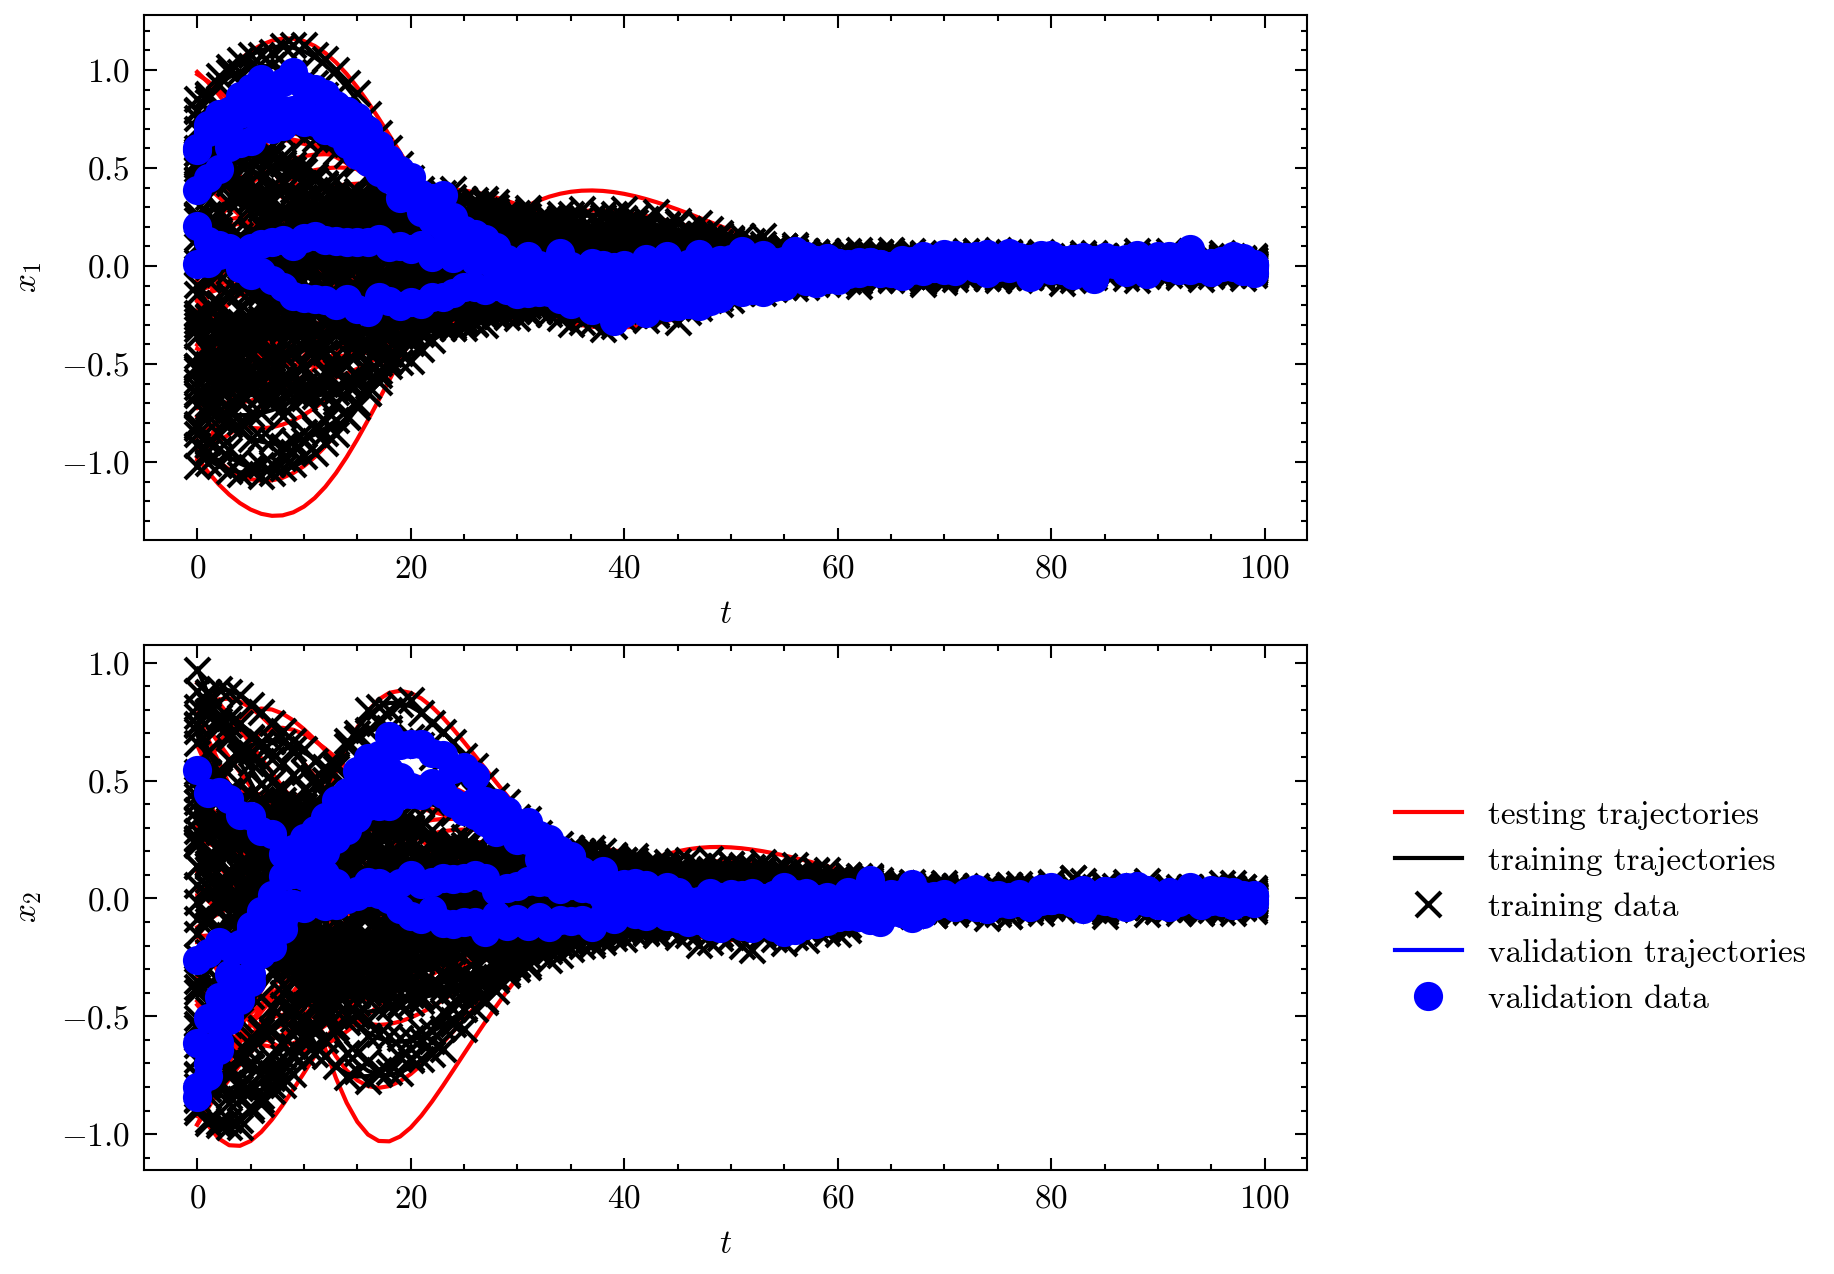 1.0
0.5
0.0
−0.5
−1.0
x₁
0 20 40 60 80 100
t
1.0
0.5
0.0
−0.5
−1.0
x₂
0 20 40 60 80 100
t
testing trajectories
training trajectories
training data
validation trajectories
validation data